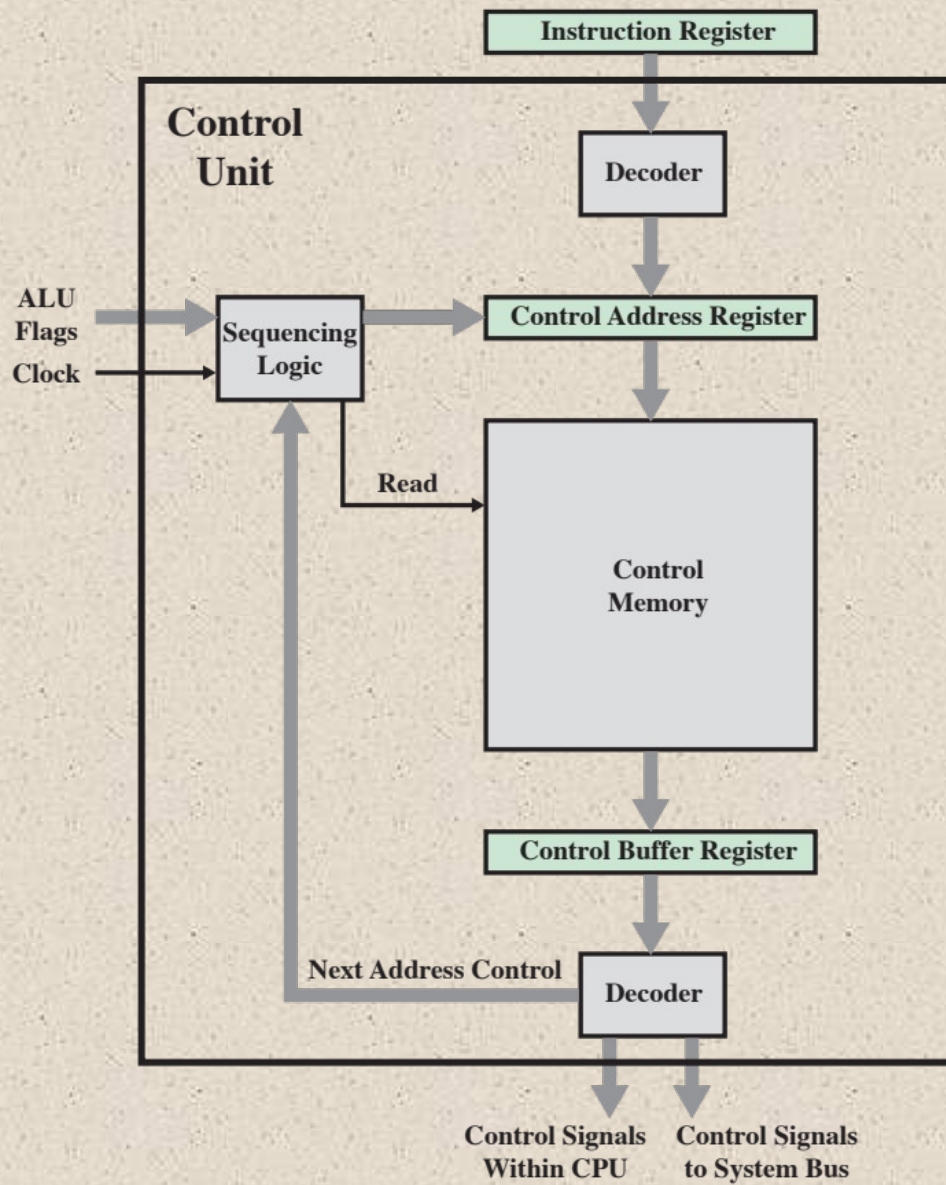 Instruction Register
Control
Unit
Decoder
ALU
Flags
Clock
Sequencing
Logic
Control Address Register
Read
Control
Memory
Control Buffer Register
Next Address Control
Decoder
Control Signals
Within CPU
Control Signals
to System Bus